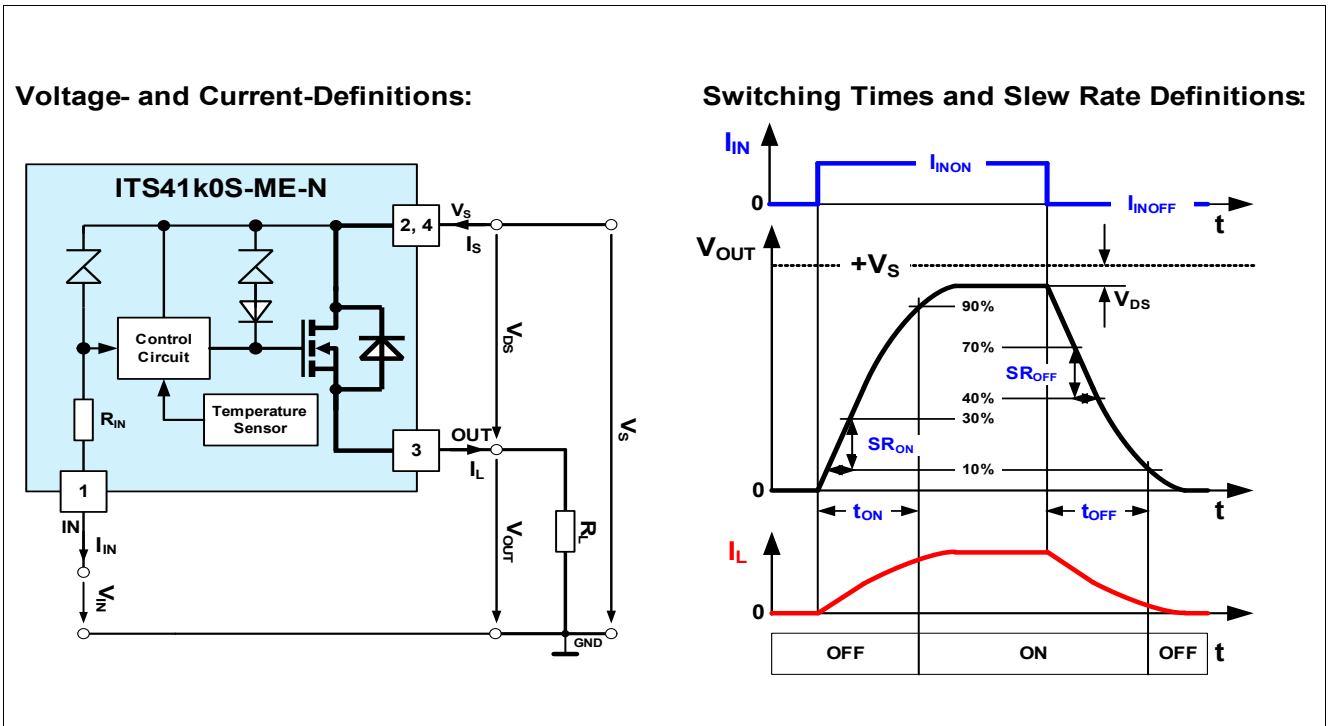 Voltage- and Current-Definitions:
ITS41k0S-ME-N
VS
2, 4
IS
Control
Circuit
Temperature
Sensor
RIN
VDS
VS
OUT
3
IL
1
IN
IIN
VIN
VOUT
RL
GND
Switching Times and Slew Rate Definitions:
IIN
IINON
0
IINOFF
t
VOUT
+VS
VDS
90%
70%
SROFF
40%
30%
SRON
10%
0
tON
tOFF
t
IL
0
OFF
ON
OFF
t